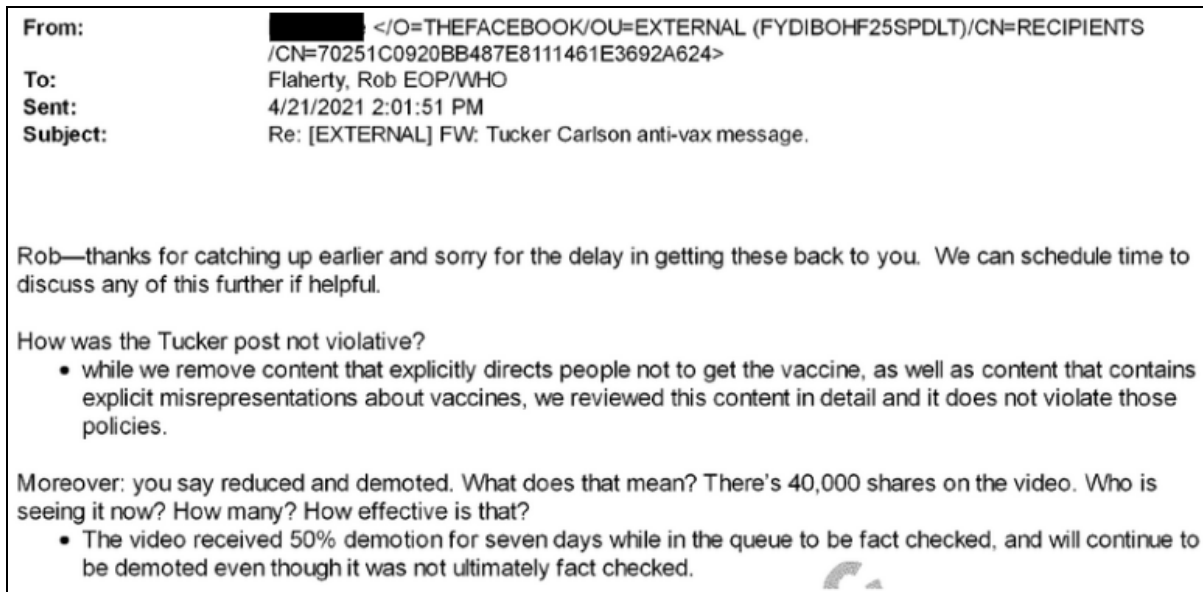 From: </O=THEFACEBOOK/OU=EXTERNAL (FYDIBOHF25SPDLT)/CN=RECIPIENTS
/CN=70251C0920BB487E8111461E3692A624>
To: Flaherty, Rob EOP/WHO
Sent: 4/21/2021 2:01:51 PM
Subject: Re: [EXTERNAL] FW: Tucker Carlson anti-vax message.
Rob—thanks for catching up earlier and sorry for the delay in getting these back to you.  We can schedule time to
discuss any of this further if helpful.
How was the Tucker post not violative?
• while we remove content that explicitly directs people not to get the vaccine, as well as content that contains
explicit misrepresentations about vaccines, we reviewed this content in detail and it does not violate those
policies.
Moreover: you say reduced and demoted. What does that mean? There's 40,000 shares on the video. Who is
seeing it now? How many? How effective is that?
• The video received 50% demotion for seven days while in the queue to be fact checked, and will continue to
be demoted even though it was not ultimately fact checked.